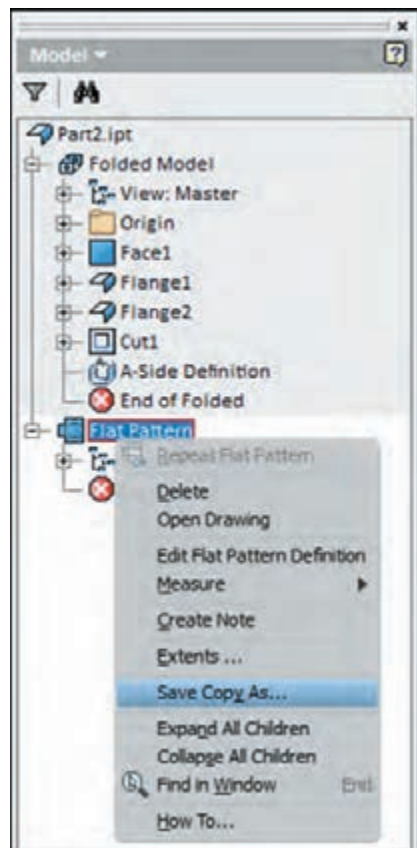 Model
Part2.ipt
Folded Model
View: Master
Origin
Face1
Flange1
Flange2
Cut1
A-Side Definition
End of Folded
Flat Pattern
Repeat Flat Pattern
Delete
Open Drawing
Edit Flat Pattern Definition
Measure
Create Note
Extents ...
Save Copy As...
Expand All Children
Collapse All Children
Find in Window End
How To...